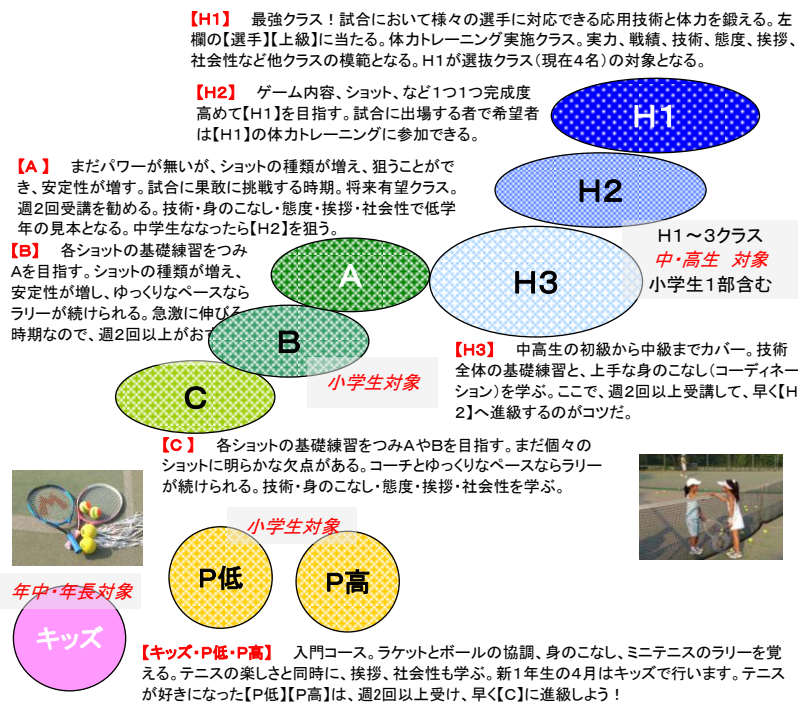 【H1】 最強クラス！試合において様々の選手に対応できる応用技術と体力を鍛える。左
欄の【選手】【上級】に当たる。体力トレーニング実施クラス。実力、戦績、技術、態度、挨拶、
社会性など他クラスの模範となる。H1が選抜クラス（現在4名）の対象となる。
【H2】 ゲーム内容、ショット、など1つ1つ完成度
高めて【H1】を目指す。試合に出場する者で希望者
は【H1】の体力トレーニングに参加できる。
H1
H2
【A 】 まだパワーが無いが、ショットの種類が増え、狙うことがで
き、安定性が増す。試合に果敢に挑戦する時期。将来有望クラス。
週2回受講を勧める。技術・身のこなし・態度・挨拶・社会性で低学
年の見本となる。中学生なったら【H2】を狙う。
H1～3クラス
中・高生 対象
小学生1部含む
【B】 各ショットの基礎練習をつみ
Aを目指す。ショットの種類が増え、
安定性が増し、ゆっくりなペースなら
ラリーが続けられる。急激に伸びる
時期なので、週2回以上がおす
A
H3
B
小学生対象
C
【H3】 中高生の初級から中級までカバー。技術
全体の基礎練習と、上手な身のこなし（コーディネー
ション）を学ぶ。ここで、週2回以上受講して、早く【H
2】へ進級するのがコツだ。
【C 】 各ショットの基礎練習をつみAやBを目指す。まだ個々の
ショットに明らかな欠点がある。コーチとゆっくりなペースならラリー
が続けられる。技術・身のこなし・態度・挨拶・社会性を学ぶ。
小学生対象
P低
P高
年中・年長対象
キッズ
【キッズ・P低・P高】 入門コース。ラケットとボールの協調、身のこなし、ミニテニスのラリーを覚
える。テニスの楽しさと同時に、挨拶、社会性も学ぶ。新1年生の4月はキッズで行います。テニス
が好きになった【P低】【P高】は、週2回以上受け、早く【C】に進級しよう！